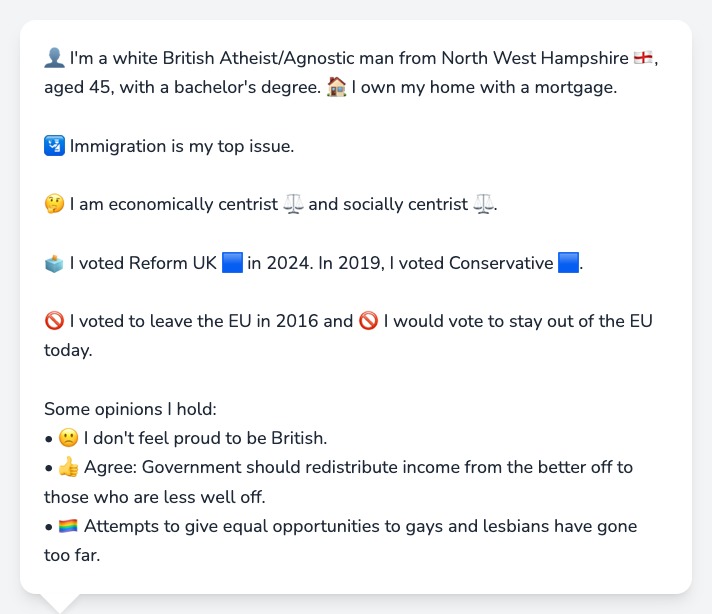 👤 I'm a white British Atheist/Agnostic man from North West Hampshire 🏴󠁧󠁢󠁥󠁮󠁧󠁿,
aged 45, with a bachelor's degree. 🏠 I own my home with a mortgage.
🛂 Immigration is my top issue.
🤔 I am economically centrist ⚖️ and socially centrist ⚖️.
🗳️ I voted Reform UK 🟦 in 2024. In 2019, I voted Conservative 🟦.
🚫 I voted to leave the EU in 2016 and 🚫 I would vote to stay out of the EU
today.
Some opinions I hold:
• 🙁 I don't feel proud to be British.
• 👍 Agree: Government should redistribute income from the better off to
those who are less well off.
• 🏳️‍🌈 Attempts to give equal opportunities to gays and lesbians have gone
too far.